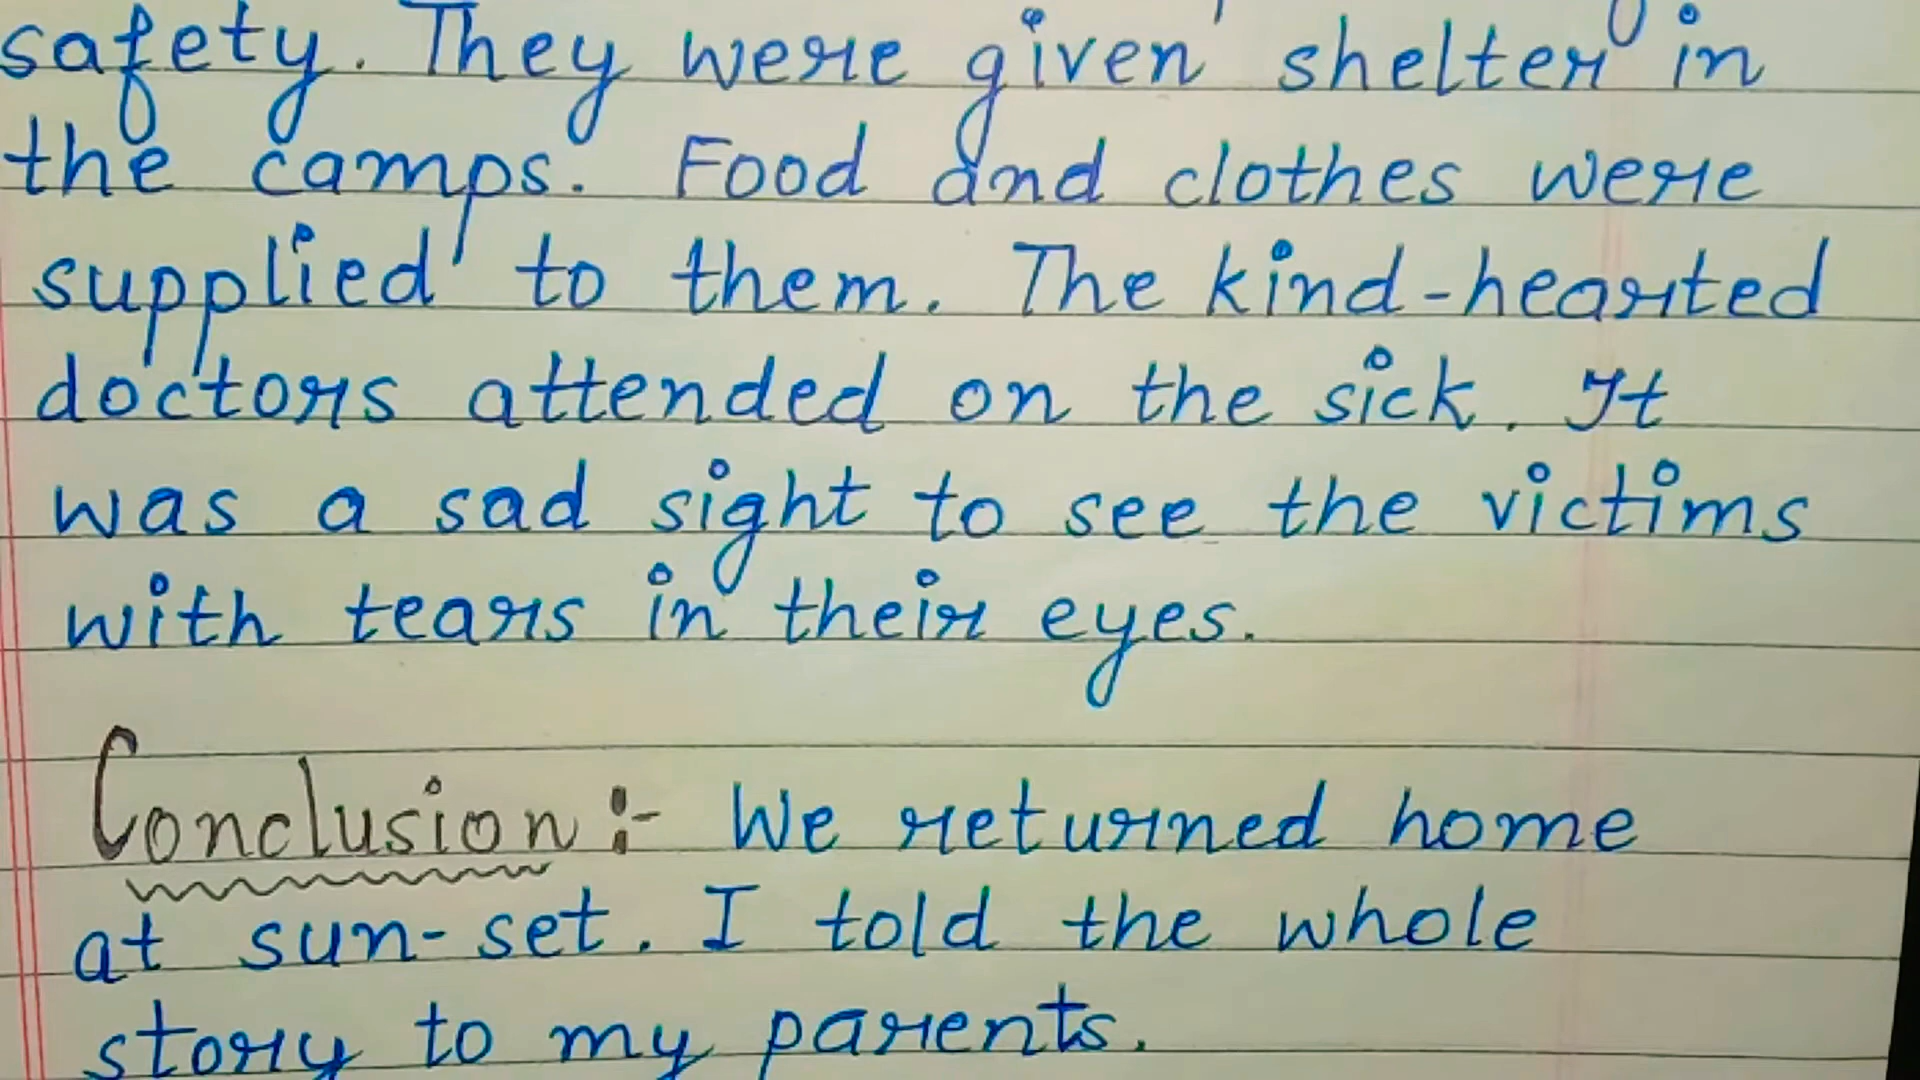 safety. They were given shelter in
the camps. Food and clothes were
supplied to them. The kind-hearted
doctors attended on the sick. It
was a sad sight to see the victims
with tears in their eyes.
Conclusion :- We returned home
at sun-set. I told the whole
story to my parents.